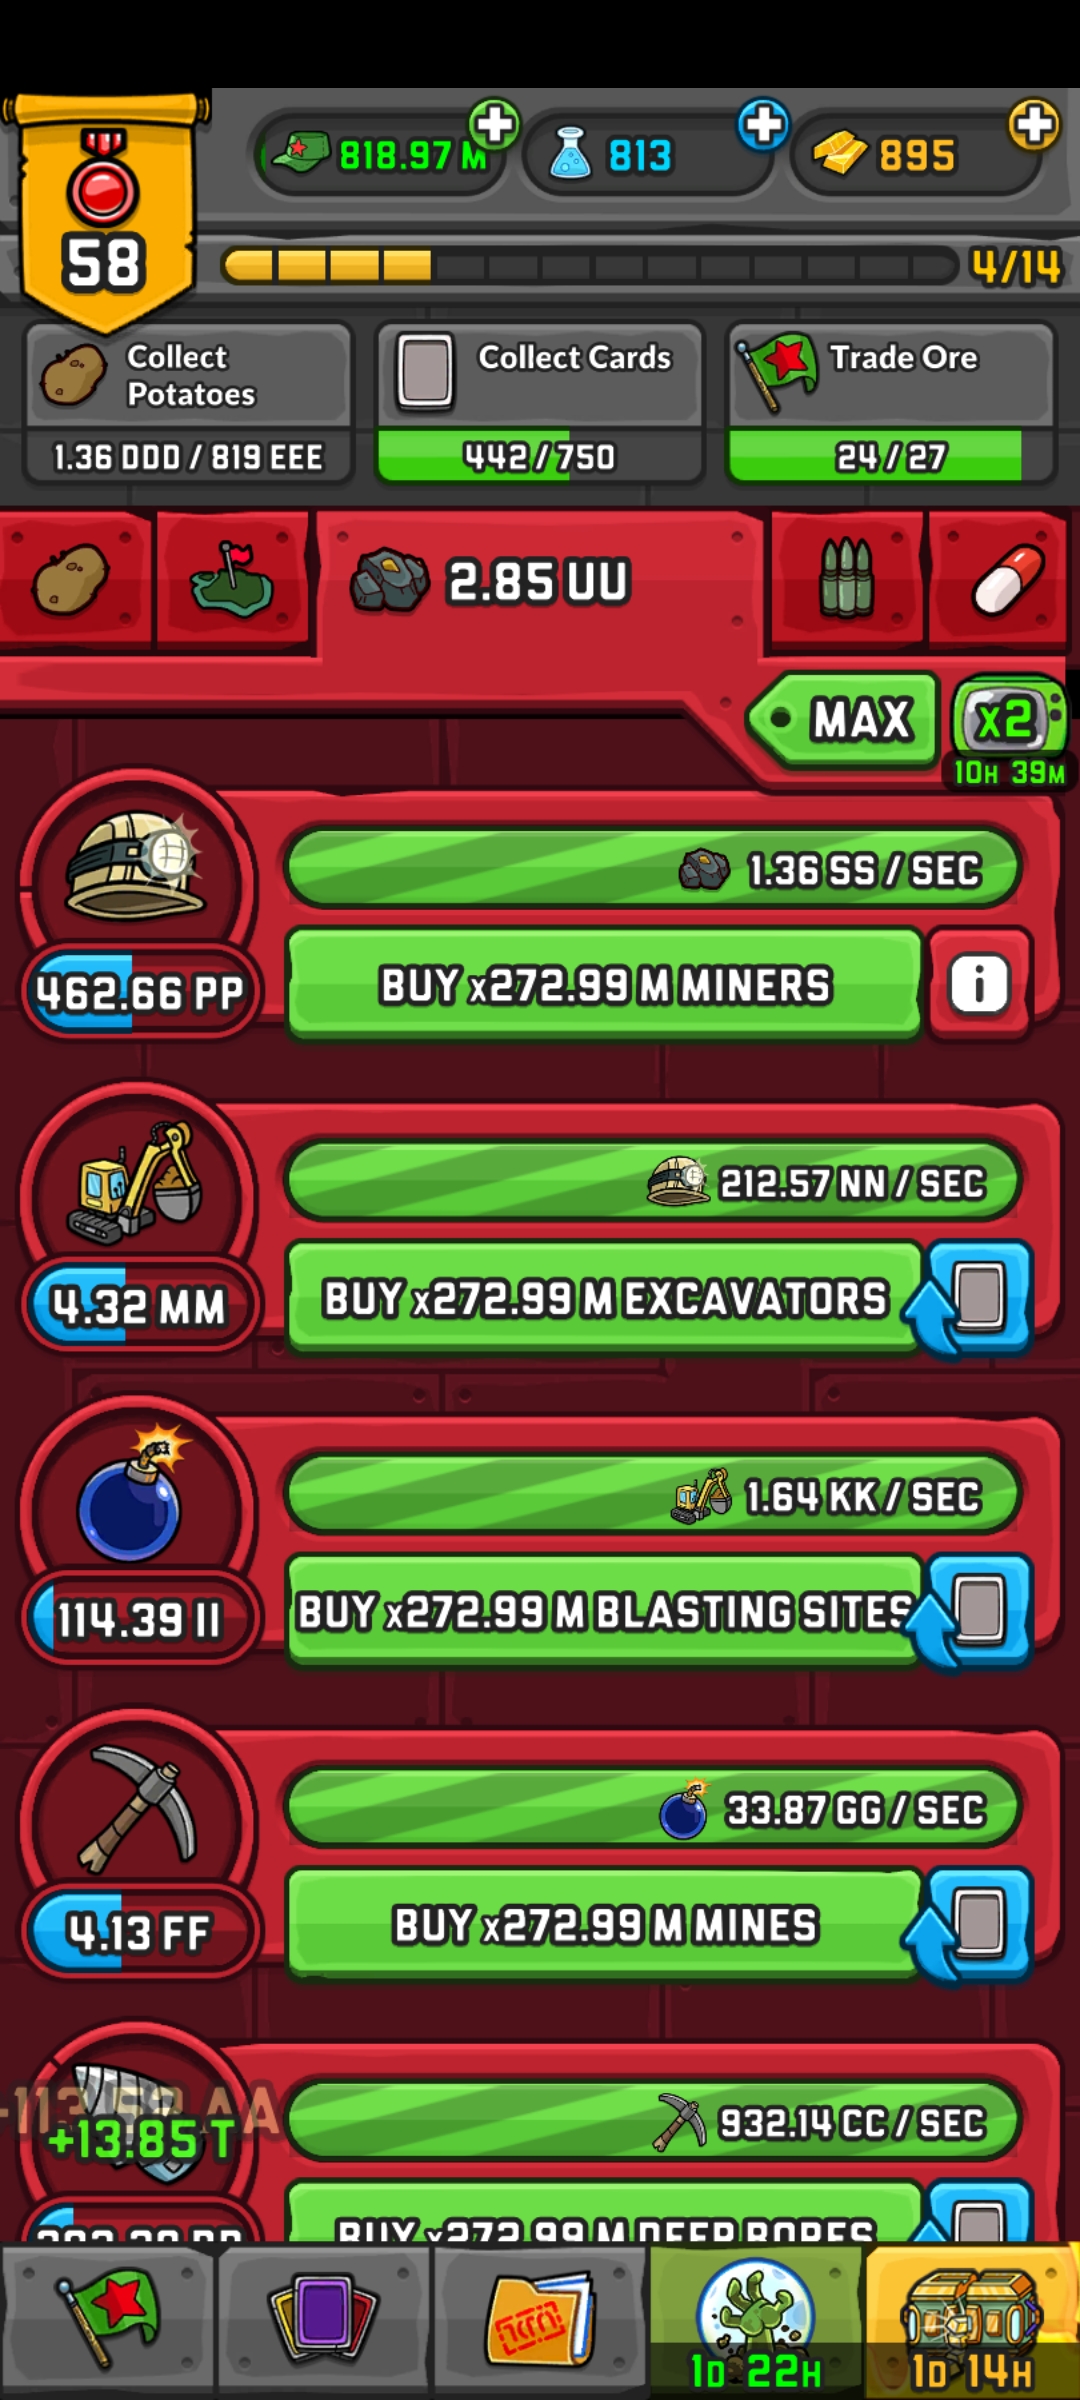 818.97 M
813
895
58
4/14
Collect
Potatoes
1.36 DDD / 819 EEE
Collect Cards
442/750
Trade Ore
24/27
2.85 UU
MAX
x2
10H 39M
1.36 SS / SEC
462.66 PP
BUY x272.99 M MINERS
i
212.57 NN / SEC
4.32 MM
BUY x272.99 M EXCAVATORS
1.64 KK / SEC
114.39 II
BUY x272.99 M BLASTING SITES
33.87 GG / SEC
4.13 FF
BUY x272.99 M MINES
932.14 CC / SEC
+13.85 T
BUY x272.99 M DEEP BORES
1D 22H
1D 14H